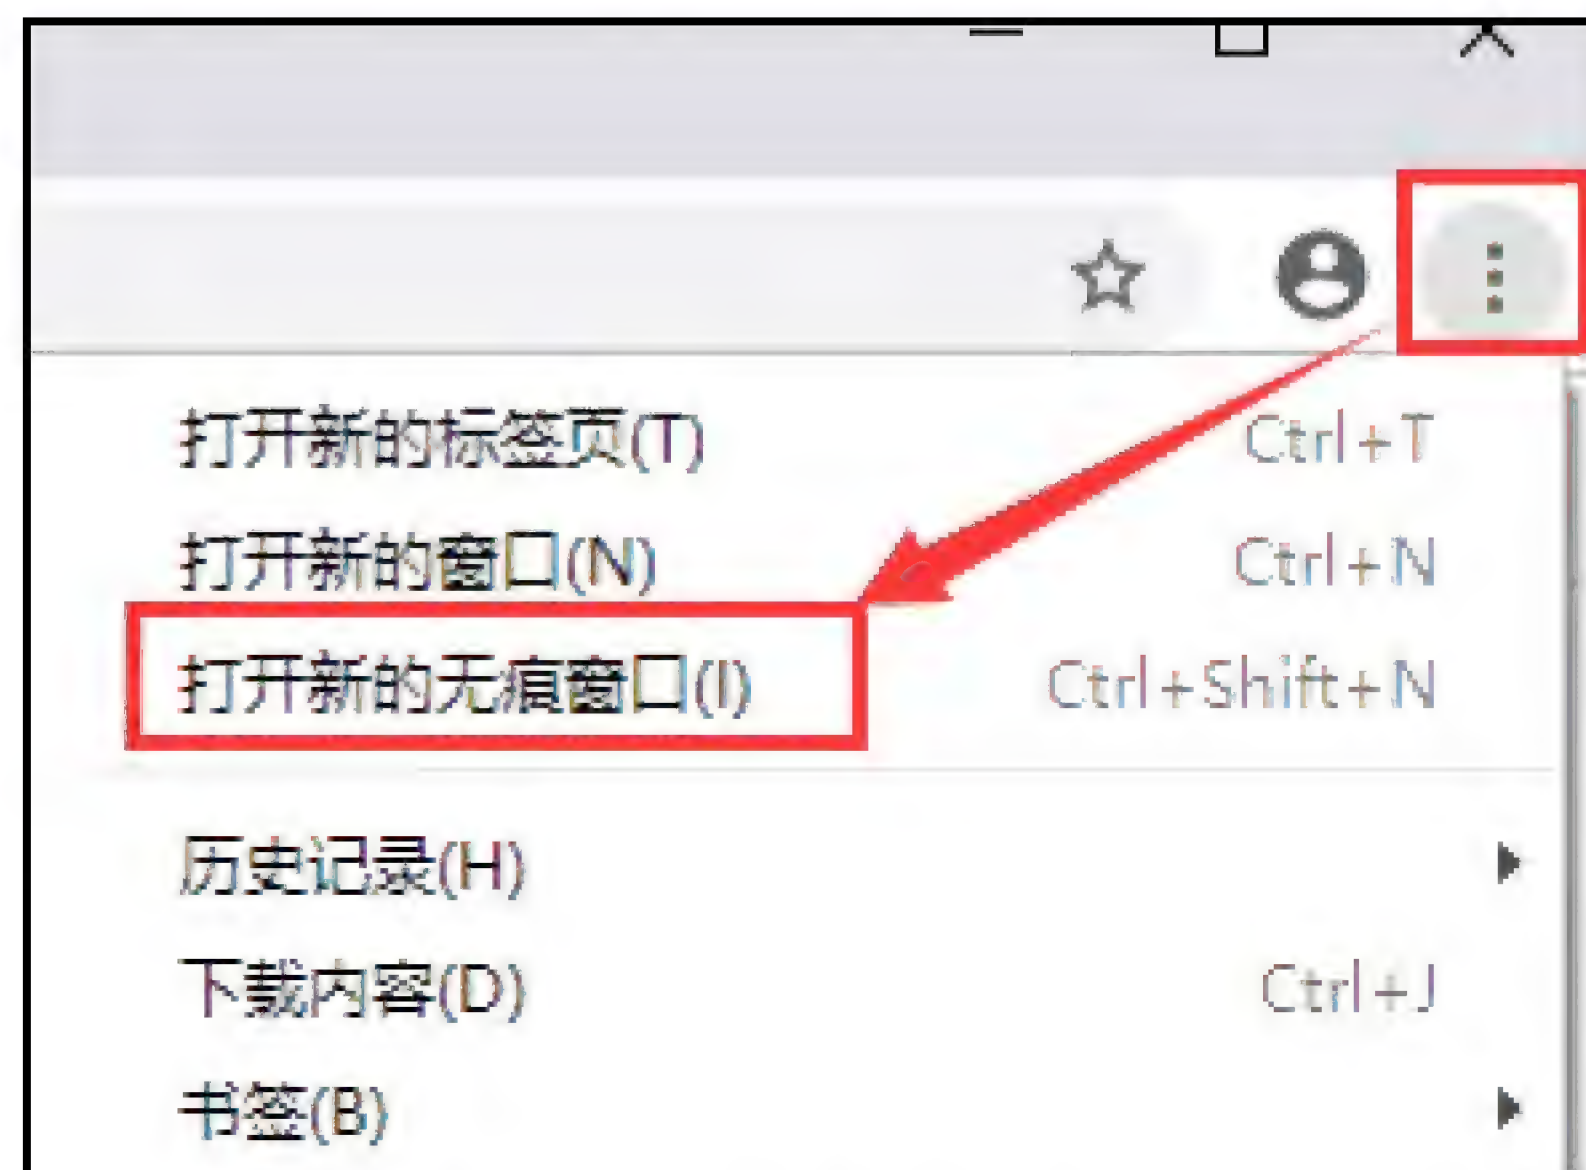 打开新的标签页(T) Ctrl+T
打开新的窗口(N) Ctrl+N
打开新的无痕窗口(I) Ctrl+Shift+N
历史记录(H)
下载内容(D) Ctrl+J
书签(B)